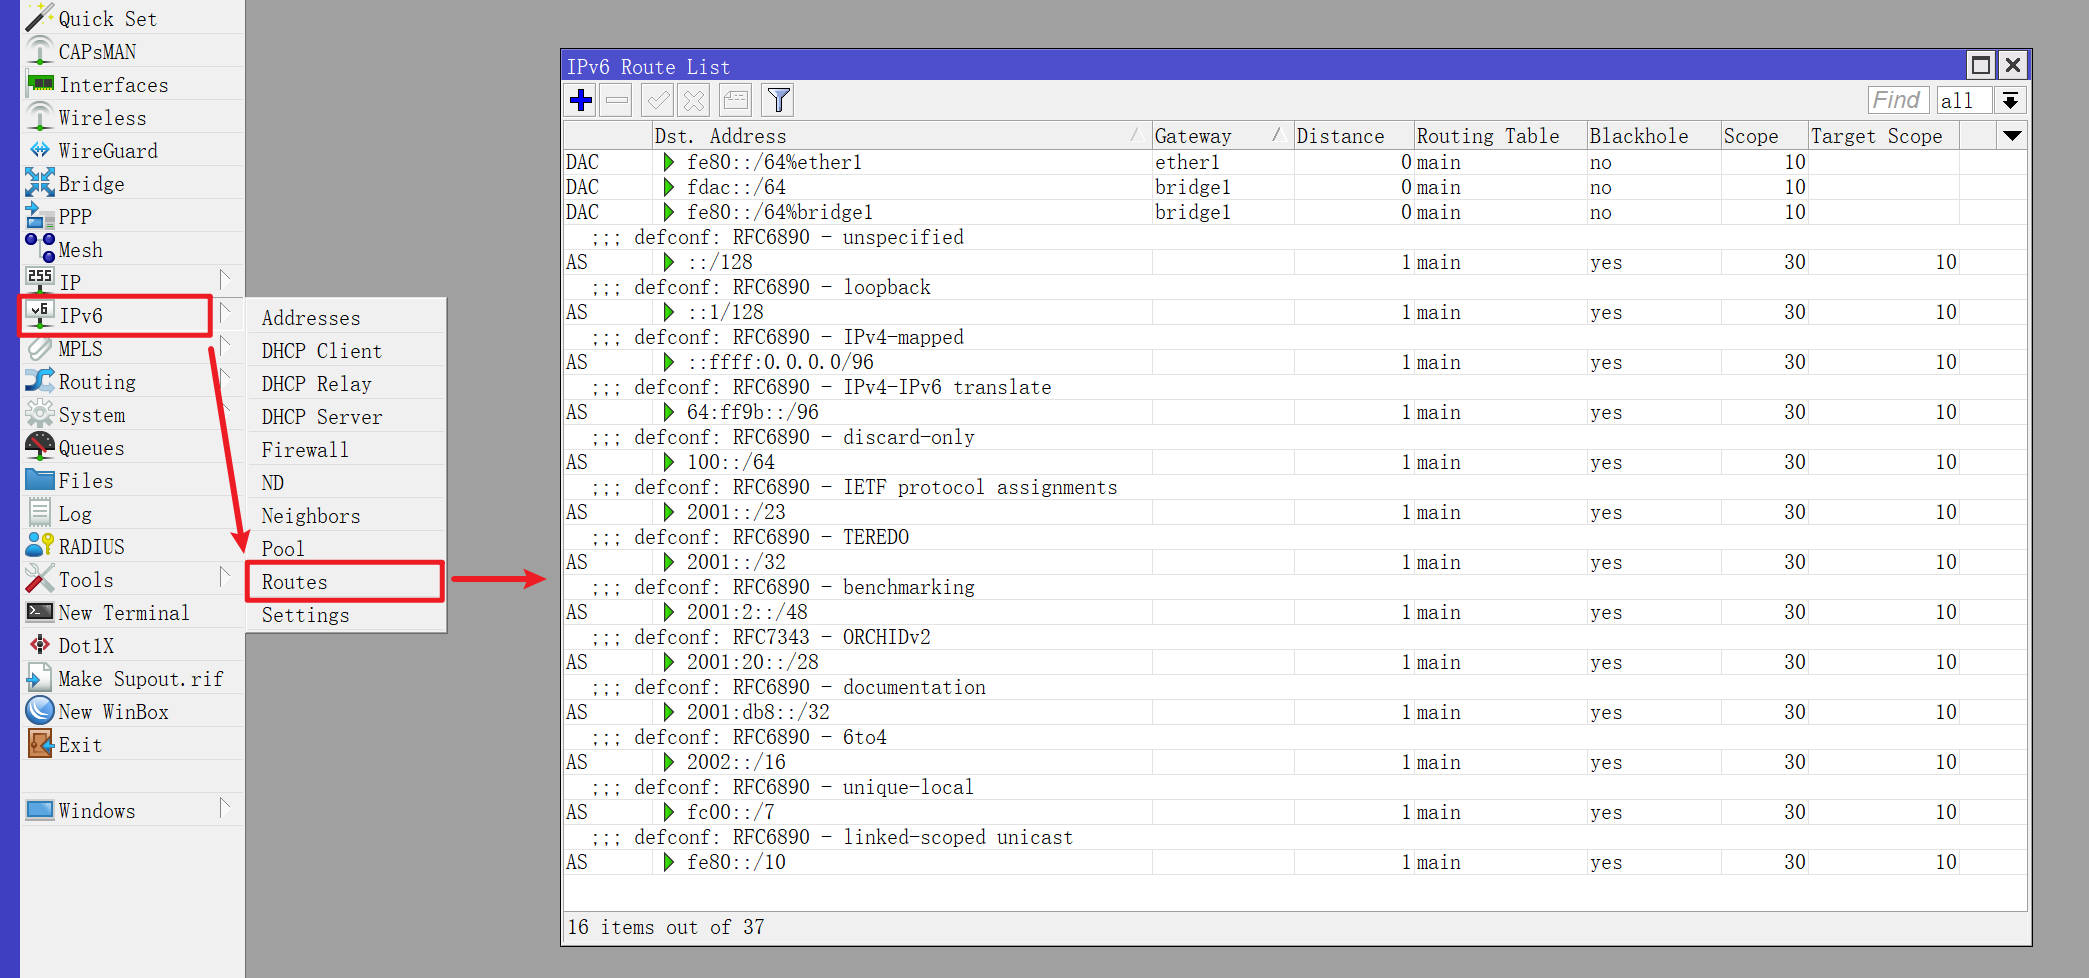 Quick Set
CAPsMAN
Interfaces
Wireless
WireGuard
Bridge
PPP
Mesh
255 IP
v6 IPv6
MPLS
Routing
System
Queues
Files
Log
RADIUS
Tools
New Terminal
Dot1X
Make Supout.rif
New WinBox
Exit
Windows
Addresses
DHCP Client
DHCP Relay
DHCP Server
Firewall
ND
Neighbors
Pool
Routes
Settings
IPv6 Route List
Find all
Dst. Address Gateway Distance Routing Table Blackhole Scope Target Scope
DAC fe80::/64%ether1 ether1 0 main no 10
DAC fdac::/64 bridge1 0 main no 10
DAC fe80::/64%bridge1 bridge1 0 main no 10
;;; defconf: RFC6890 - unspecified
AS ::/128 1 main yes 30 10
;;; defconf: RFC6890 - loopback
AS ::1/128 1 main yes 30 10
;;; defconf: RFC6890 - IPv4-mapped
AS ::ffff:0.0.0.0/96 1 main yes 30 10
;;; defconf: RFC6890 - IPv4-IPv6 translate
AS 64:ff9b::/96 1 main yes 30 10
;;; defconf: RFC6890 - discard-only
AS 100::/64 1 main yes 30 10
;;; defconf: RFC6890 - IETF protocol assignments
AS 2001::/23 1 main yes 30 10
;;; defconf: RFC6890 - TEREDO
AS 2001::/32 1 main yes 30 10
;;; defconf: RFC6890 - benchmarking
AS 2001:2::/48 1 main yes 30 10
;;; defconf: RFC7343 - ORCHIDv2
AS 2001:20::/28 1 main yes 30 10
;;; defconf: RFC6890 - documentation
AS 2001:db8::/32 1 main yes 30 10
;;; defconf: RFC6890 - 6to4
AS 2002::/16 1 main yes 30 10
;;; defconf: RFC6890 - unique-local
AS fc00::/7 1 main yes 30 10
;;; defconf: RFC6890 - linked-scoped unicast
AS fe80::/10 1 main yes 30 10
16 items out of 37